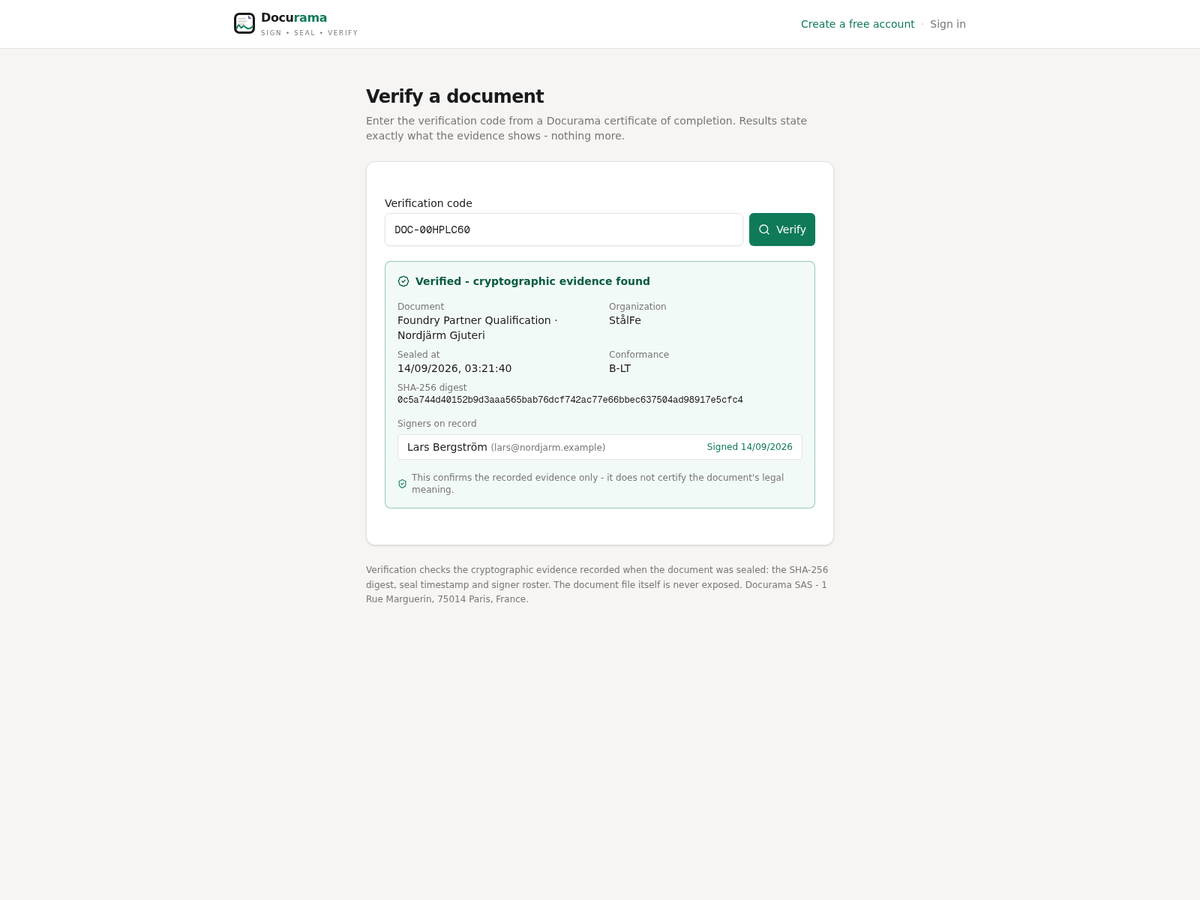 Docurama
SIGN • SEAL • VERIFY
Create a free account · Sign in
Verify a document
Enter the verification code from a Docurama certificate of completion. Results state
exactly what the evidence shows - nothing more.
Verification code
DOC-00HPLC60
Verify
Verified - cryptographic evidence found
Document
Foundry Partner Qualification ·
Nordjärm Gjuteri
Organization
StålFe
Sealed at
14/09/2026, 03:21:40
Conformance
B-LT
SHA-256 digest
0c5a744d40152b9d3aaa565bab76dcf742ac77e66bbec637504ad98917e5cfc4
Signers on record
Lars Bergström (lars@nordjarm.example)
Signed 14/09/2026
This confirms the recorded evidence only - it does not certify the document's legal
meaning.
Verification checks the cryptographic evidence recorded when the document was sealed: the SHA-256
digest, seal timestamp and signer roster. The document file itself is never exposed. Docurama SAS - 1
Rue Marguerin, 75014 Paris, France.